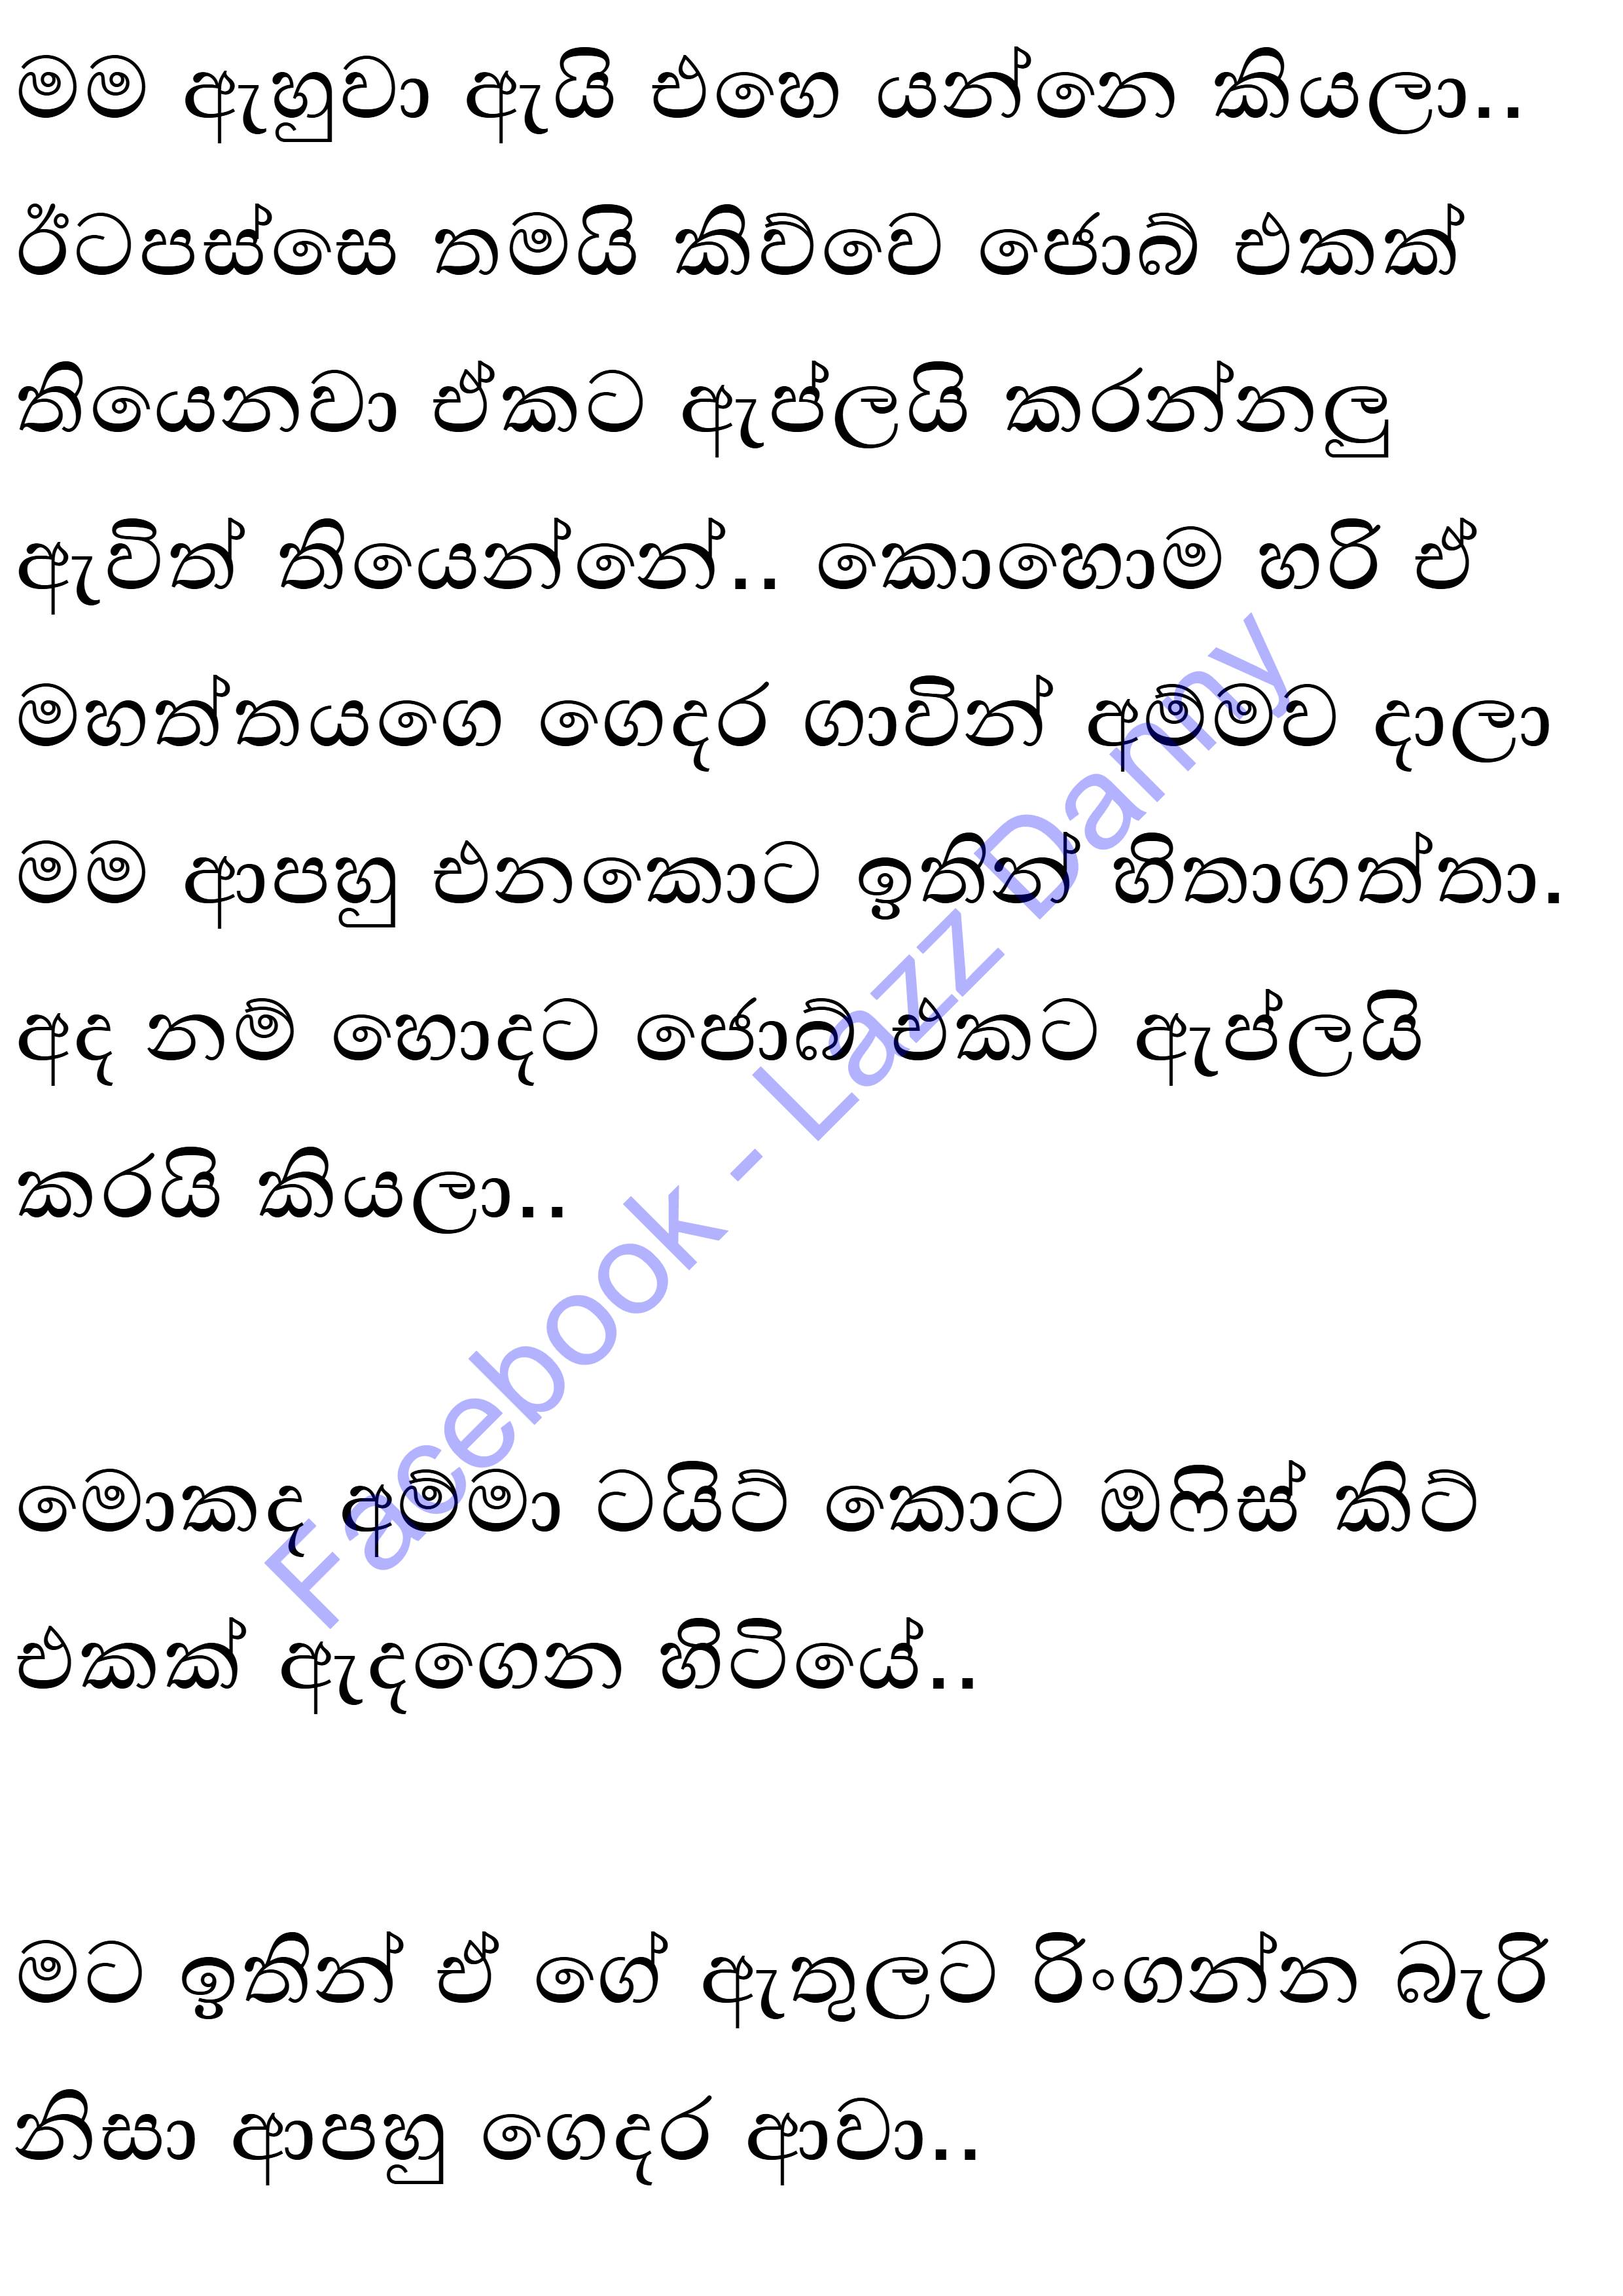 මම ඇහුවා ඇයි එහෙ යන්නෙ කියලා..
ඊටපස්සෙ තමයි කිව්වෙ ජොබ් එකක්
තියෙනවා ඒකට ඇප්ලයි කරන්නලු
ඇවිත් තියෙන්නේ.. කොහොම හරි ඒ
මහත්තයගෙ ගෙදර ගාවින් අම්මව දාලා
මම ආපහු එනකොට ඉතින් හිතාගත්තා.
අද නම් හොදට ජොබ් එකට ඇප්ලයි
කරයි කියලා..
මොකද අම්මා ටයිට් කොට ඔෆිස් කිට්
එකක් ඇදගෙන හිටියේ..
මට ඉතින් ඒ ගේ ඇතුලට රිංගන්න බැරි
නිසා ආපහු ගෙදර ආවා..
Facebook - Lazz Danny